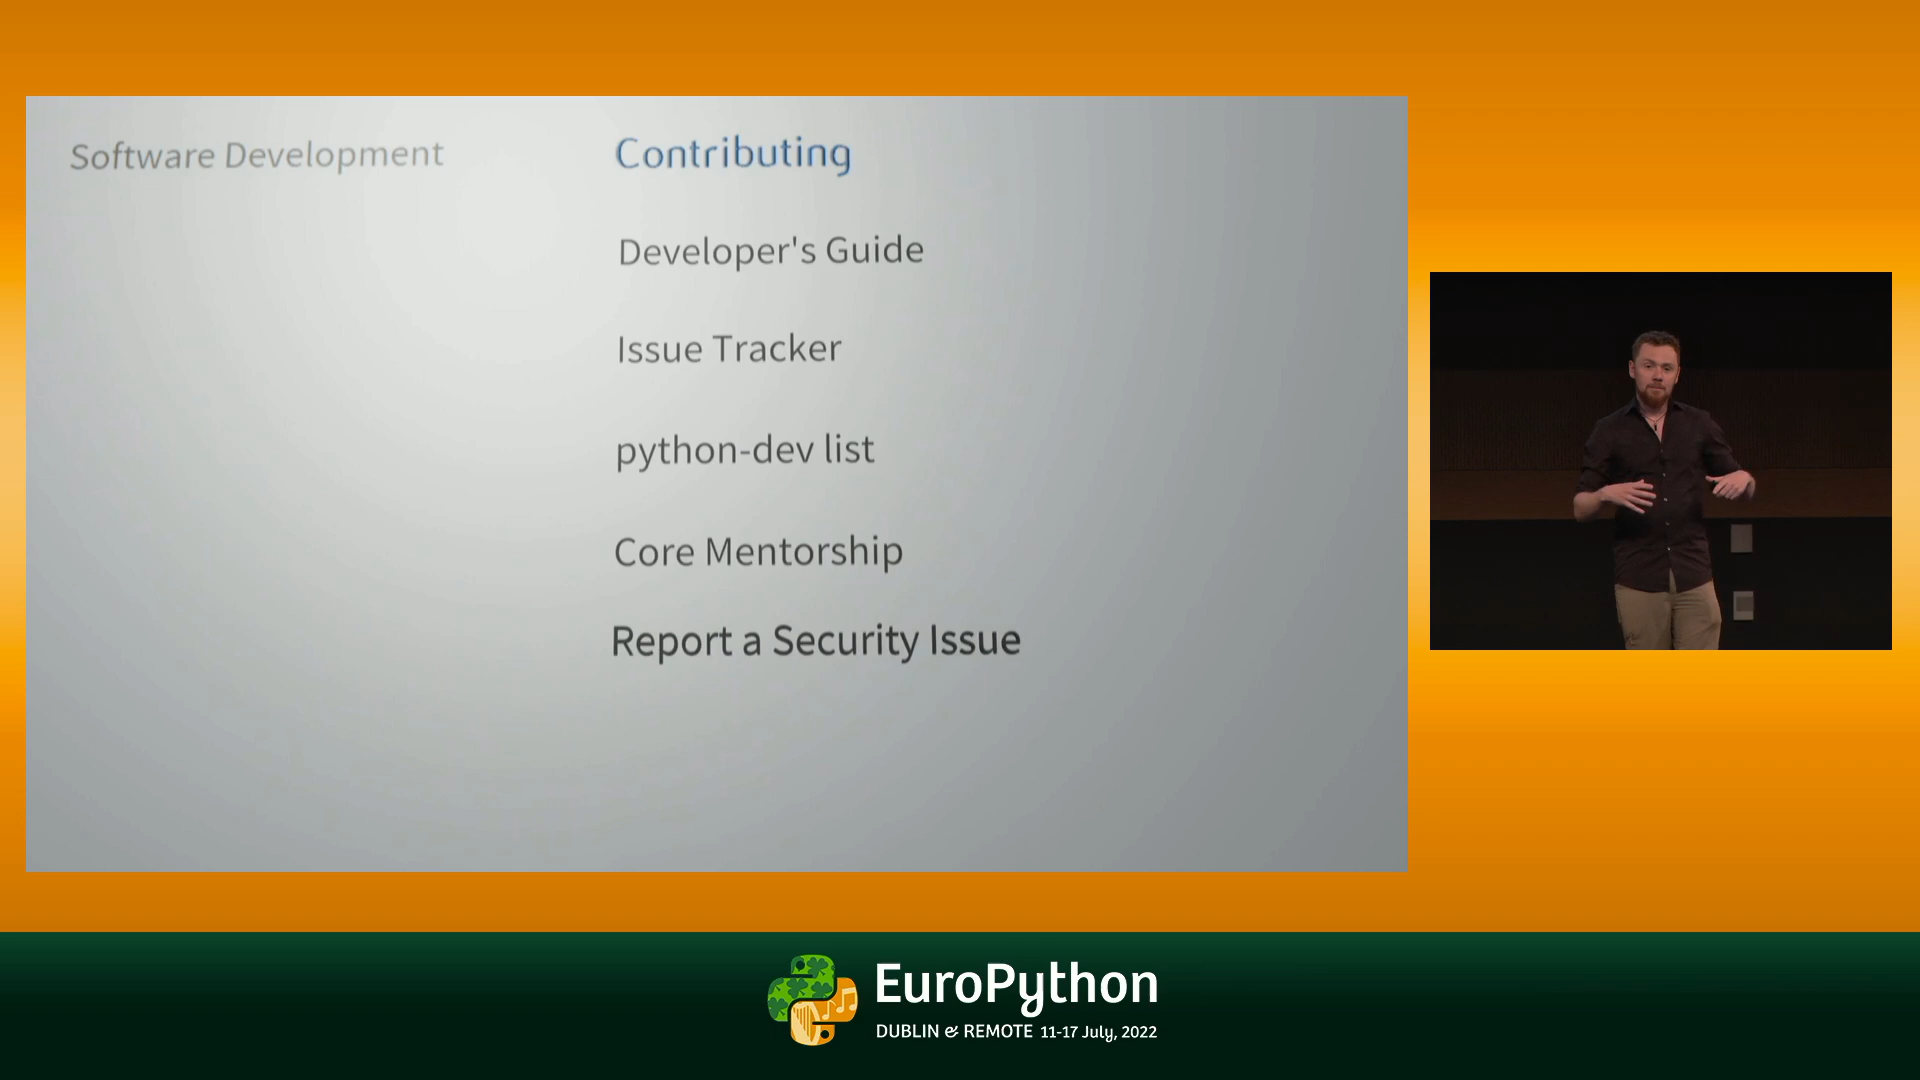 Software Development
Contributing
Developer's Guide
Issue Tracker
python-dev list
Core Mentorship
Report a Security Issue
EuroPython
DUBLIN & REMOTE 11-17 July, 2022